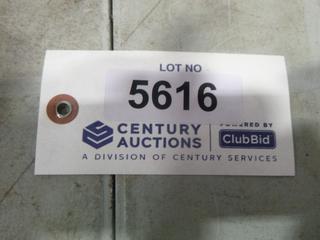 LOT NO
5616
CENTURY AUCTIONS
POWERED BY
ClubBid
A DIVISION OF CENTURY SERVICES